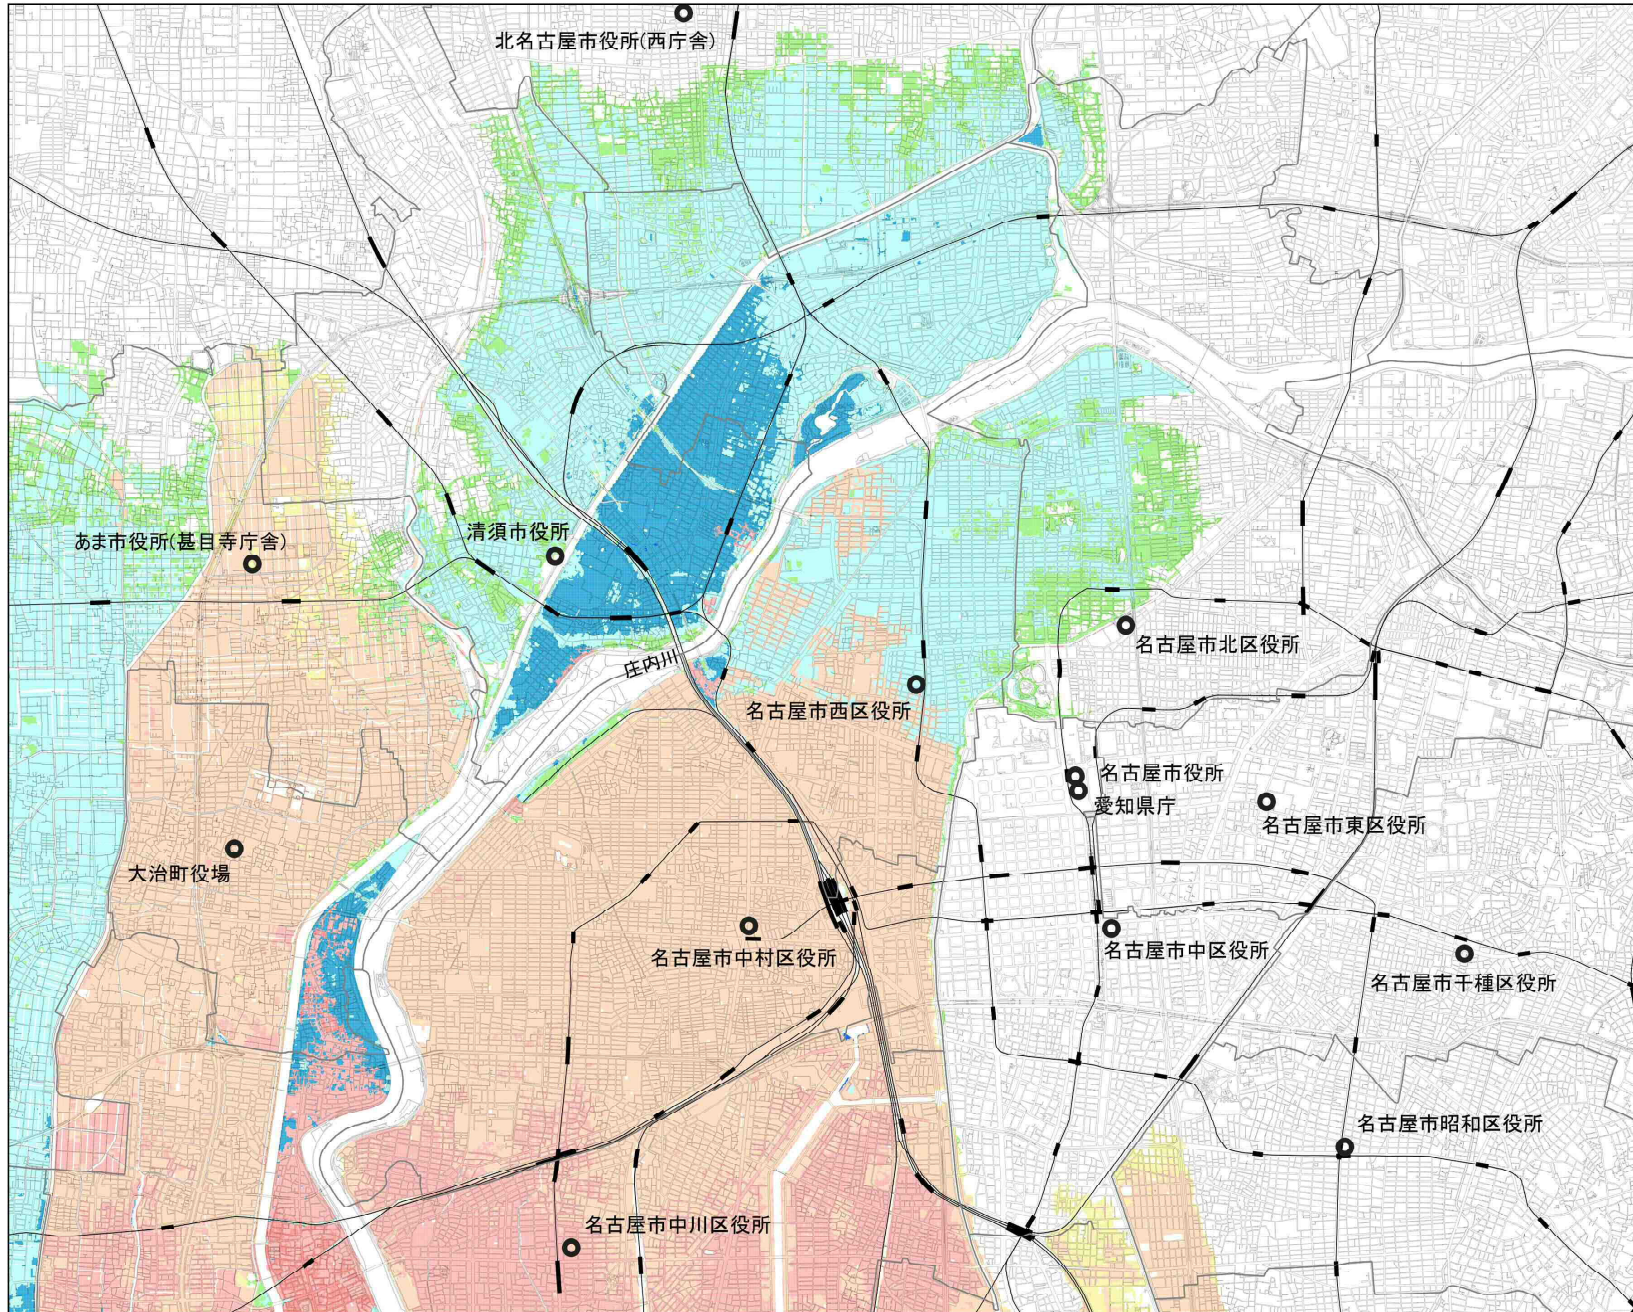 北名古屋市役所(西庁舎)
清須市役所
あま市役所(甚目寺庁舎)
名古屋市北区役所
庄内川
名古屋市西区役所
名古屋市役所
愛知県庁
名古屋市東区役所
大治町役場
名古屋市中村区役所
名古屋市中区役所
名古屋市千種区役所
名古屋市昭和区役所
名古屋市中川区役所